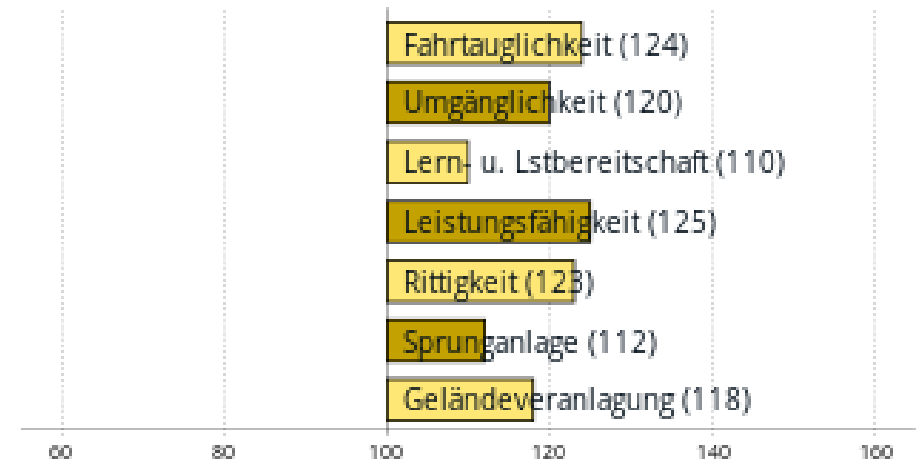 Fahrtauglichkeit (124)
Umgänglichkeit (120)
Lern- u. Lstbereitschaft (110)
Leistungsfähigkeit (125)
Rittigkeit (123)
Sprunganlage (112)
Geländeveranlagung (118)
60 80 100 120 140 160